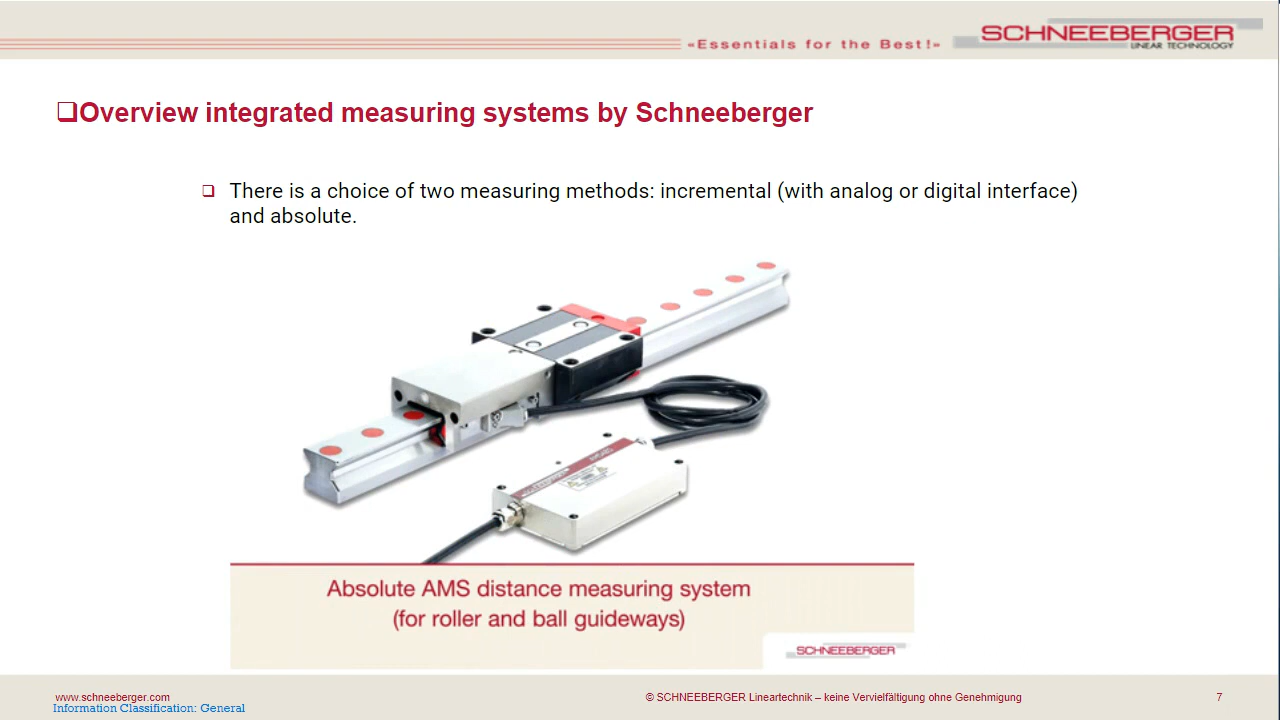 «Essentials for the Best!»
SCHNEEBERGER
LINEAR TECHNOLOGY
Overview integrated measuring systems by Schneeberger
There is a choice of two measuring methods: incremental (with analog or digital interface)
and absolute.
Absolute AMS distance measuring system
(for roller and ball guideways)
SCHNEEBERGER
www.schneeberger.com
© SCHNEEBERGER Lineartechnik – keine Vervielfältigung ohne Genehmigung
7
Information Classification: General